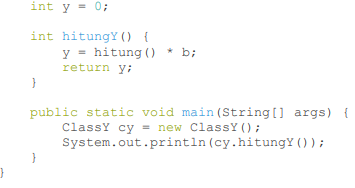 int y = 0;
int hitungY() {
y = hitung() * b;
return y;
}
public static void main(String[] args) {
ClassY cy = new ClassY();
System.out.println(cy.hitungY());
}
}